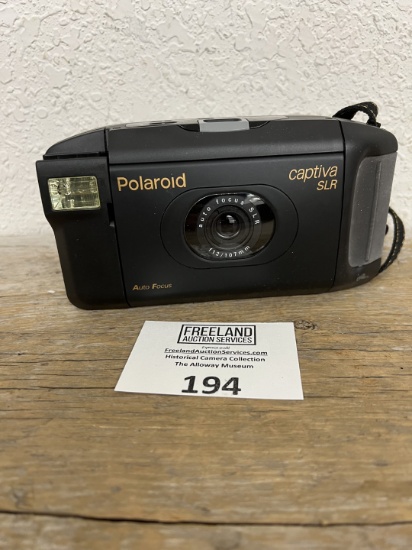 Polaroid
captiva
SLR
auto focus SLR
f12/107mm
Auto Focus
FREELAND
AUCTION SERVICES
FreelandAuctionServices.com
Historical Camera Collection
The Alloway Museum
194